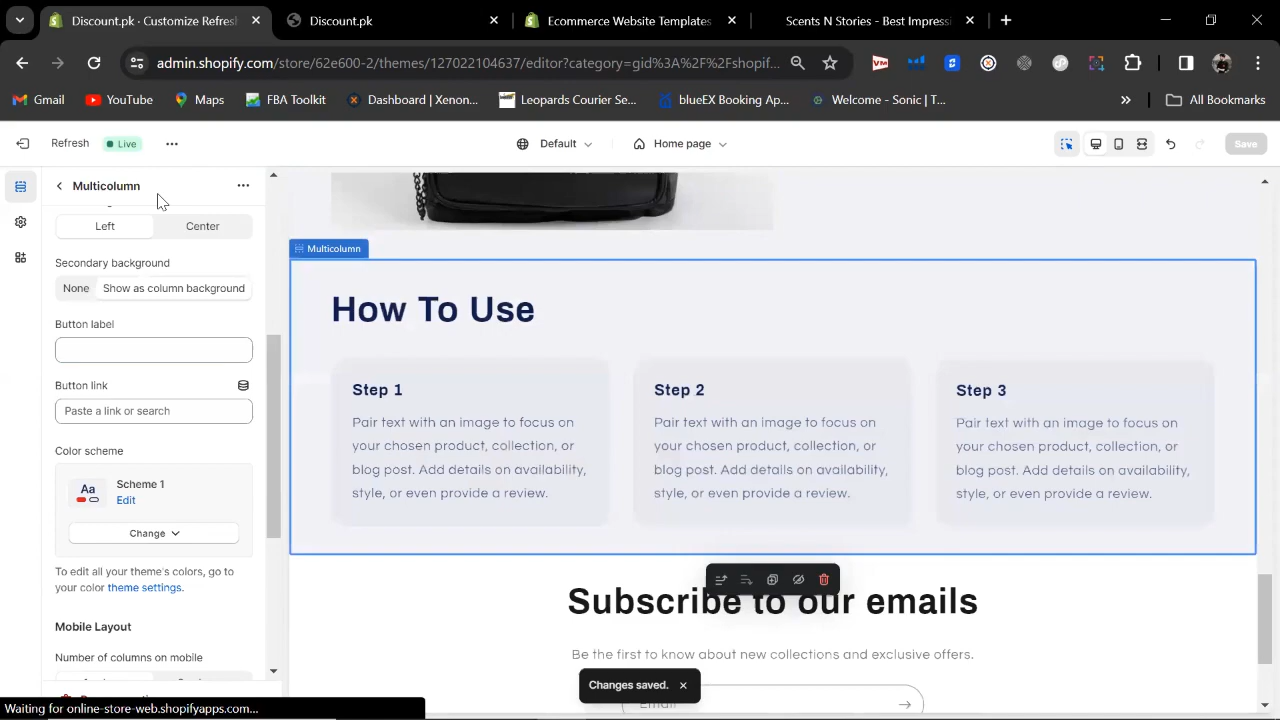 Discount.pk · Customize Refresh
Discount.pk
Ecommerce Website Templates
Scents N Stories - Best Impressi
admin.shopify.com/store/62e600-2/themes/127022104637/editor?category=gid%3A%2F%2Fshopif...
Gmail
YouTube
Maps
FBA Toolkit
Dashboard | Xenon...
Leopards Courier Se...
blueEX Booking Ap...
Welcome - Sonic | T...
All Bookmarks
Refresh
Live
Default
Home page
Save
Multicolumn
Left
Center
Secondary background
None
Show as column background
Button label
Button link
Paste a link or search
Color scheme
Aa
Scheme 1
Edit
Change
To edit all your theme's colors, go to
your color theme settings.
Mobile Layout
Number of columns on mobile
Multicolumn
How To Use
Step 1
Pair text with an image to focus on
your chosen product, collection, or
blog post. Add details on availability,
style, or even provide a review.
Step 2
Pair text with an image to focus on
your chosen product, collection, or
blog post. Add details on availability,
style, or even provide a review.
Step 3
Pair text with an image to focus on
your chosen product, collection, or
blog post. Add details on availability,
style, or even provide a review.
Subscribe to our emails
Be the first to know about new collections and exclusive offers.
Email
Changes saved.
Waiting for online-store-web.shopifyapps.com...